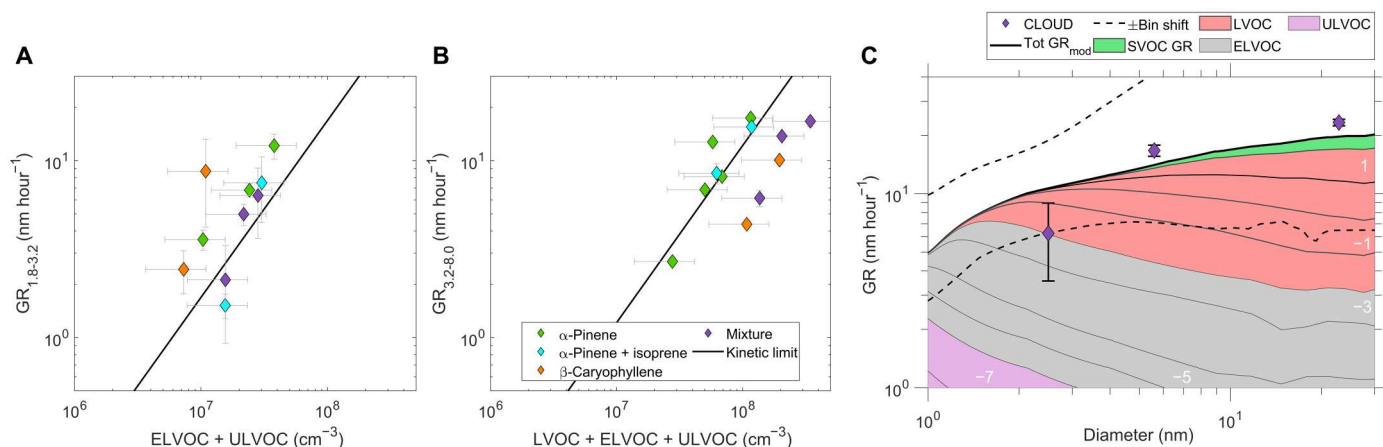 A
GR1.8-3.2 (nm hour−1)
10^1
10^0
10^6
10^7
10^8
ELVOC + ULVOC (cm−3)
B
GR3.2-8.0 (nm hour−1)
10^1
10^0
α-Pinene
α-Pinene + isoprene
β-Caryophyllene
Mixture
Kinetic limit
10^6
10^7
10^8
LVOC + ELVOC + ULVOC (cm−3)
C
CLOUD
Tot GRmod
±Bin shift
SVOC GR
LVOC
ELVOC
ULVOC
GR (nm hour−1)
10^1
10^0
1
−1
−3
−5
−7
10^0
10^1
Diameter (nm)